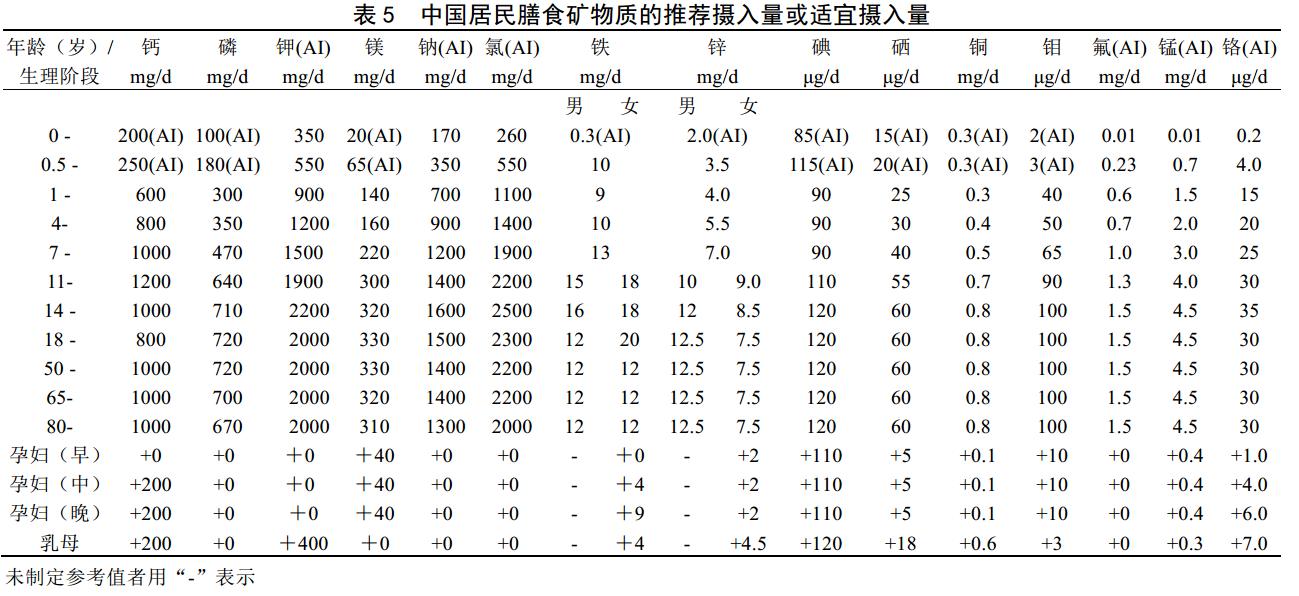 表 5 中国居民膳食矿物质的推荐摄入量或适宜摄入量
年龄（岁）/ 钙 磷 钾(AI) 镁 钠(AI) 氯(AI) 铁 锌 碘 硒 铜 钼 氟(AI) 锰(AI) 铬(AI)
生理阶段 mg/d mg/d mg/d mg/d mg/d mg/d mg/d mg/d μg/d μg/d mg/d μg/d mg/d mg/d μg/d
男 女 男 女
0 - 200(AI) 100(AI) 350 20(AI) 170 260 0.3(AI) 2.0(AI) 85(AI) 15(AI) 0.3(AI) 2(AI) 0.01 0.01 0.2
0.5 - 250(AI) 180(AI) 550 65(AI) 350 550 10 3.5 115(AI) 20(AI) 0.3(AI) 3(AI) 0.23 0.7 4.0
1 - 600 300 900 140 700 1100 9 4.0 90 25 0.3 40 0.6 1.5 15
4- 800 350 1200 160 900 1400 10 5.5 90 30 0.4 50 0.7 2.0 20
7 - 1000 470 1500 220 1200 1900 13 7.0 90 40 0.5 65 1.0 3.0 25
11- 1200 640 1900 300 1400 2200 15 18 10 9.0 110 55 0.7 90 1.3 4.0 30
14 - 1000 710 2200 320 1600 2500 16 18 12 8.5 120 60 0.8 100 1.5 4.5 35
18 - 800 720 2000 330 1500 2300 12 20 12.5 7.5 120 60 0.8 100 1.5 4.5 30
50 - 1000 720 2000 330 1400 2200 12 12 12.5 7.5 120 60 0.8 100 1.5 4.5 30
65- 1000 700 2000 320 1400 2200 12 12 12.5 7.5 120 60 0.8 100 1.5 4.5 30
80- 1000 670 2000 310 1300 2000 12 12 12.5 7.5 120 60 0.8 100 1.5 4.5 30
孕妇（早） +0 +0 ＋0 ＋40 +0 +0 - ＋0 - +2 +110 +5 +0.1 +10 +0 +0.4 +1.0
孕妇（中） +200 +0 ＋0 ＋40 +0 +0 - ＋4 - +2 +110 +5 +0.1 +10 +0 +0.4 +4.0
孕妇（晚） +200 +0 ＋0 ＋40 +0 +0 - ＋9 - +2 +110 +5 +0.1 +10 +0 +0.4 +6.0
乳母 +200 +0 ＋400 ＋0 +0 +0 - ＋4 - +4.5 +120 +18 +0.6 +3 +0 +0.3 +7.0
未制定参考值者用“-”表示